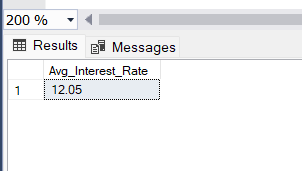 200 %
Results Messages
Avg_Interest_Rate
1 12.05